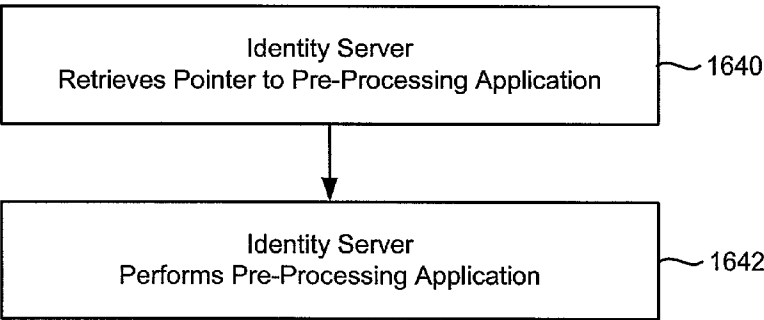 Identity Server
Retrieves Pointer to Pre-Processing Application
1640
Identity Server
Performs Pre-Processing Application
1642